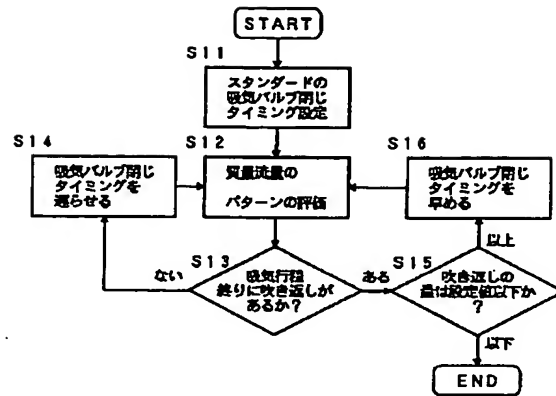 START
S11
スタンダードの
吸気バルブ閉じ
タイミング設定
S14
吸気バルブ閉じ
タイミングを
遅らせる
S12
質量流量の
パターンの評価
S16
吸気バルブ閉じ
タイミングを
早める
S13
吸気行程
終りに吹き返しが
あるか?
ない
ある
S15
吹き返しの
量は設定値以下か
?
以上
以下
END